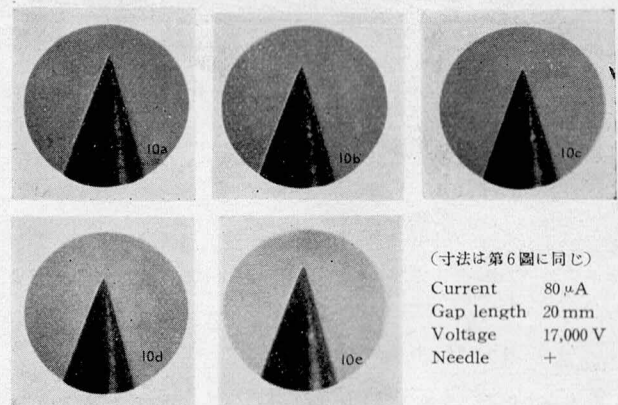 10a
10b
10c
10d
10e
(寸法は第6圖に同じ)
Current 80 μA
Gap length 20 mm
Voltage 17,000 V
Needle +